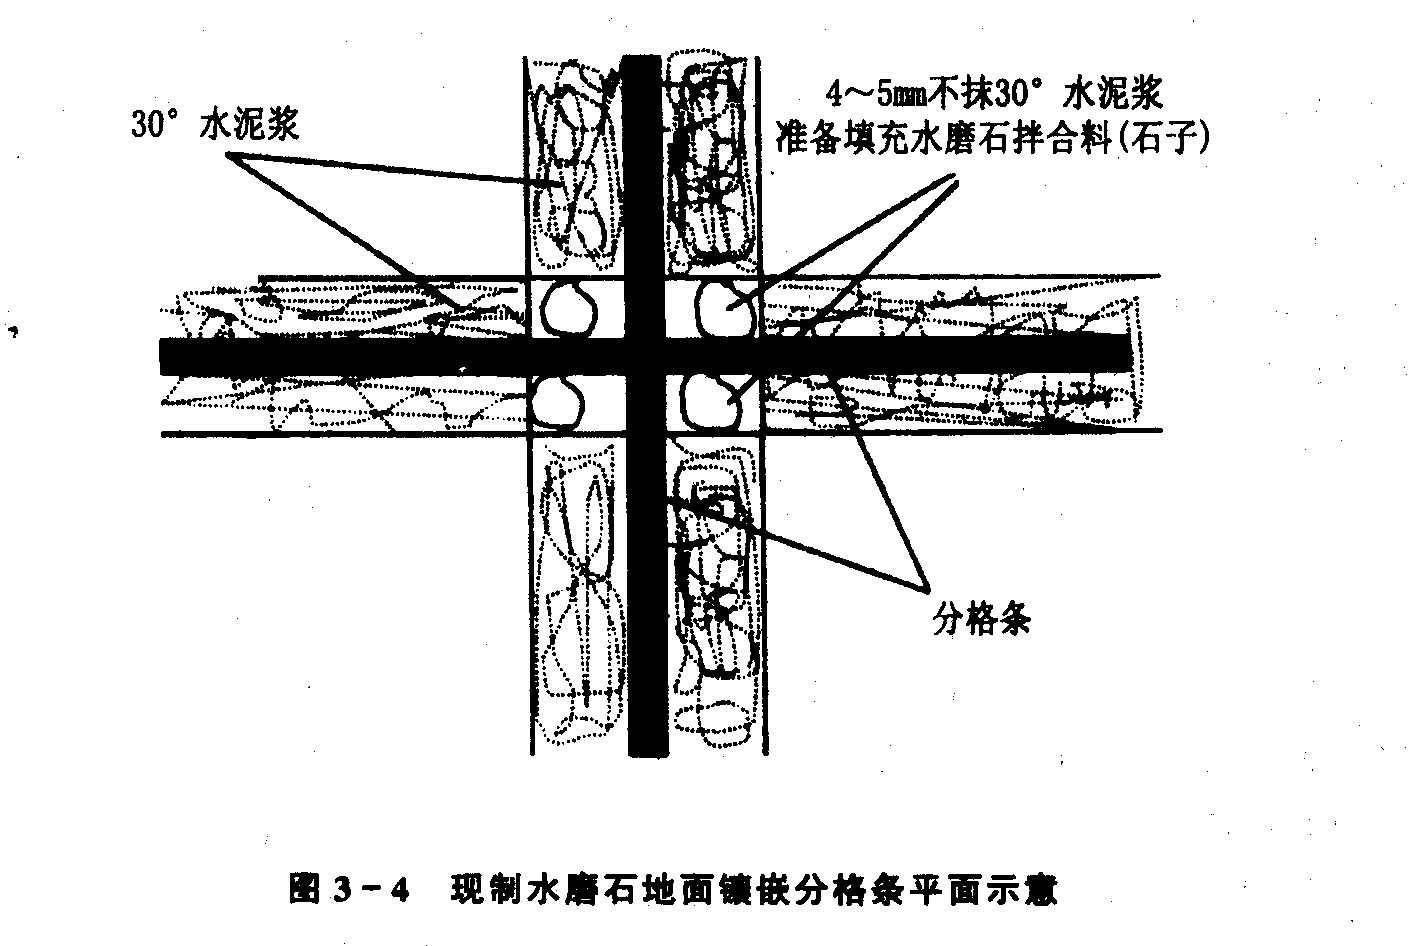 30° 水泥浆
4～5mm不抹30° 水泥浆
准备填充水磨石拌合料(石子)
分格条
图 3－4 现制水磨石地面镶嵌分格条平面示意